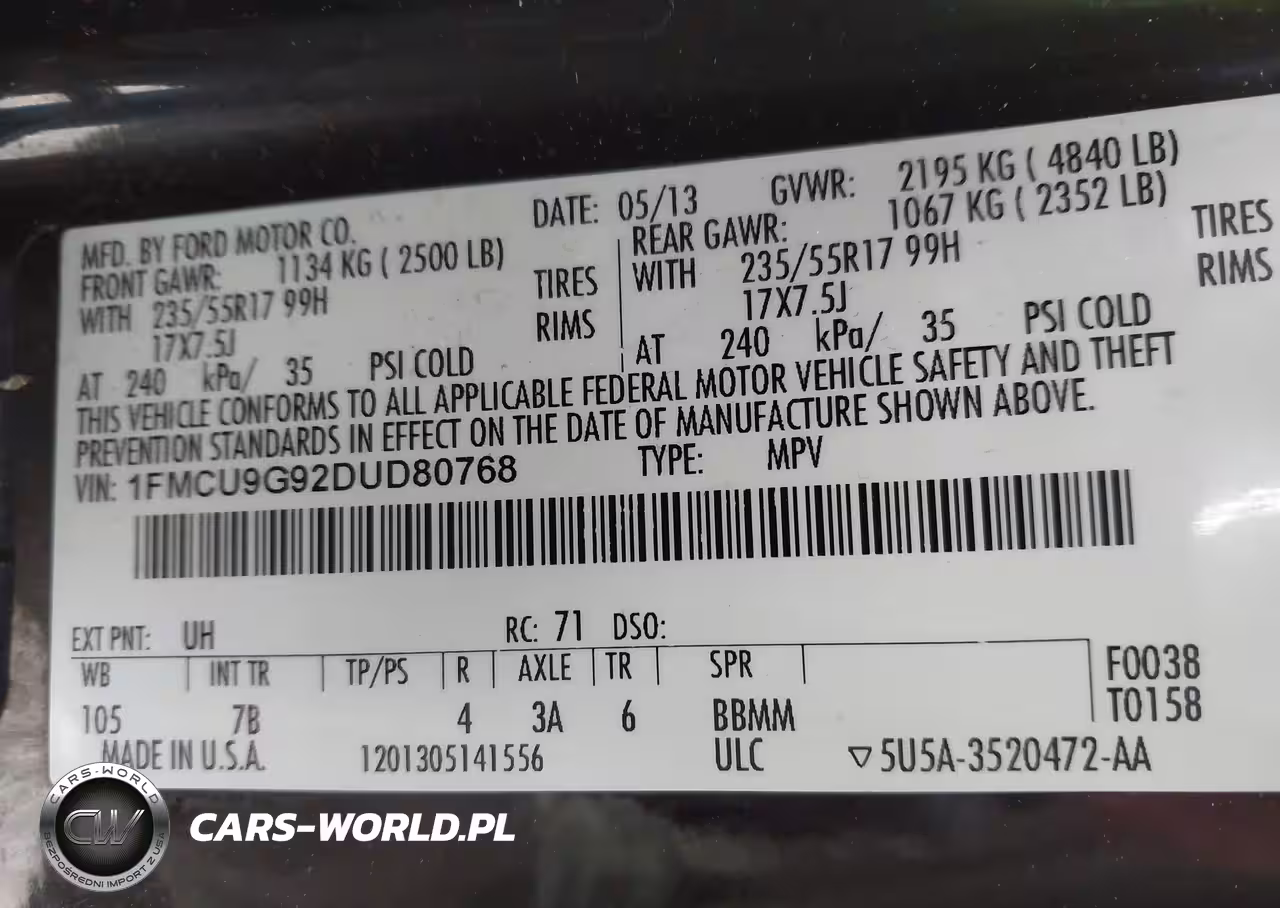 MFD. BY FORD MOTOR CO. DATE: 05/13 GVWR: 2195 KG ( 4840 LB)
FRONT GAWR: 1134 KG ( 2500 LB) REAR GAWR: 1067 KG ( 2352 LB)
WITH 235/55R17 99H TIRES WITH 235/55R17 99H TIRES
17X7.5J RIMS 17X7.5J RIMS
AT 240 kPa/ 35 PSI COLD AT 240 kPa/ 35 PSI COLD
THIS VEHICLE CONFORMS TO ALL APPLICABLE FEDERAL MOTOR VEHICLE SAFETY AND THEFT
PREVENTION STANDARDS IN EFFECT ON THE DATE OF MANUFACTURE SHOWN ABOVE.
VIN: 1FMCU9G92DUD80768 TYPE: MPV
EXT PNT: UH RC: 71 DSO:
WB INT TR TP/PS R AXLE TR SPR F0038
105 7B 4 3A 6 BBMM T0158
MADE IN U.S.A. 1201305141556 ULC ▽5U5A-3520472-AA
CARS-WORLD
CW
BEZPOŚREDNI IMPORT Z USA
CARS-WORLD.PL